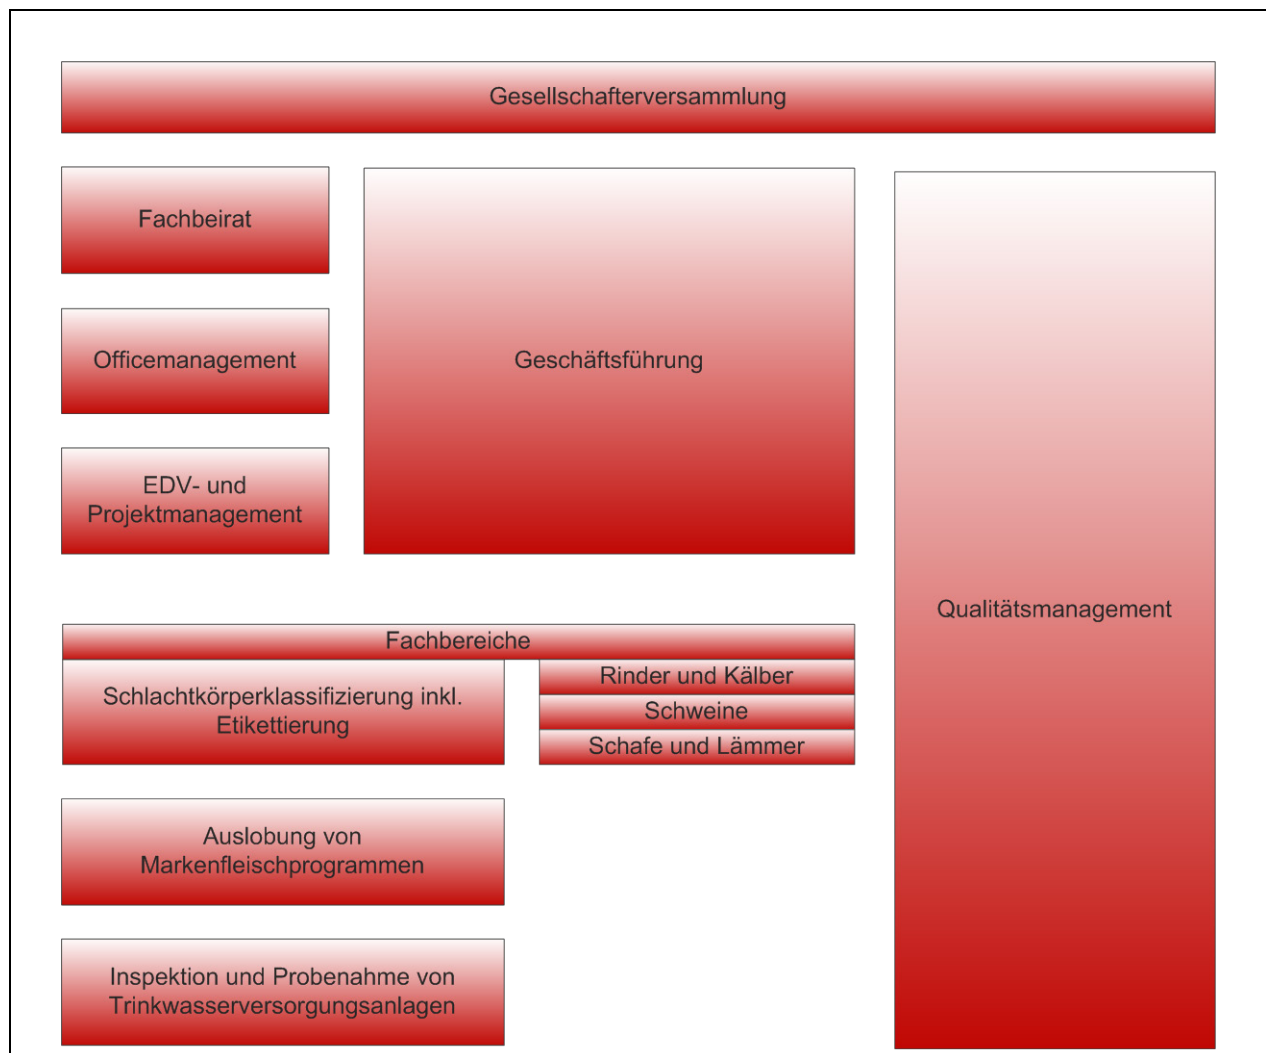 Gesellschafterversammlung
Fachbeirat
Officemanagement
EDV- und
Projektmanagement
Geschäftsführung
Qualitätsmanagement
Fachbereiche
Schlachtkörperklassifizierung inkl.
Etikettierung
Rinder und Kälber
Schweine
Schafe und Lämmer
Auslobung von
Markenfleischprogrammen
Inspektion und Probenahme von
Trinkwasserversorgungsanlagen